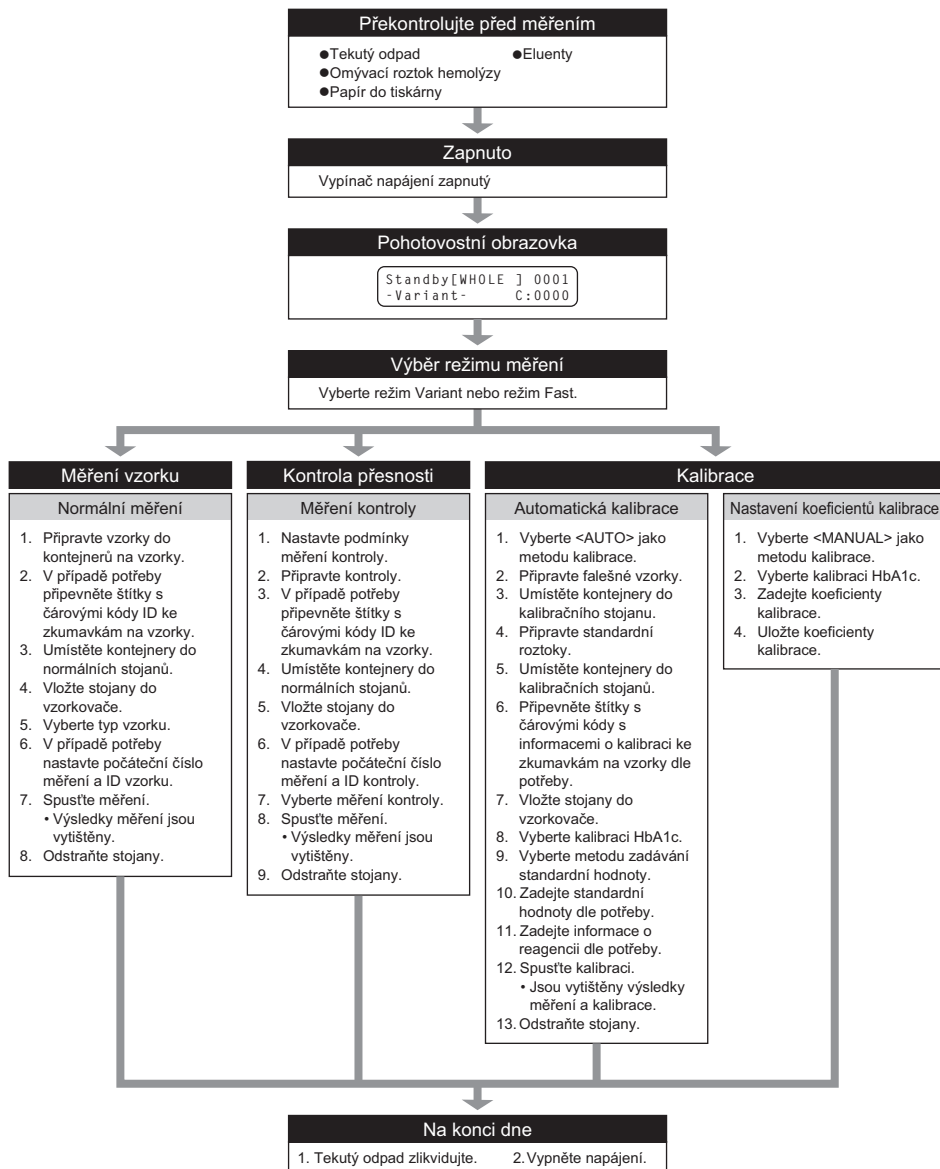 Překontrolujte před měřením
●Tekutý odpad ●Eluenty
●Omývací roztok hemolýzy
●Papír do tiskárny
Zapnuto
Vypínač napájení zapnutý
Pohotovostní obrazovka
Standby[WHOLE ] 0001
-Variant- C:0000
Výběr režimu měření
Vyberte režim Variant nebo režim Fast.
Měření vzorku
Normální měření
1. Připravte vzorky do
kontejnerů na vzorky.
2. V případě potřeby
připevněte štítky s
čárovými kódy ID ke
zkumavkám na vzorky.
3. Umístěte kontejnery do
normálních stojanů.
4. Vložte stojany do
vzorkovače.
5. Vyberte typ vzorku.
6. V případě potřeby
nastavte počáteční číslo
měření a ID vzorku.
7. Spusťte měření.
• Výsledky měření jsou
vytištěny.
8. Odstraňte stojany.
Kontrola přesnosti
Měření kontroly
1. Nastavte podmínky
měření kontroly.
2. Připravte kontroly.
3. V případě potřeby
připevněte štítky s
čárovými kódy ID ke
zkumavkám na vzorky.
4. Umístěte kontejnery do
normálních stojanů.
5. Vložte stojany do
vzorkovače.
6. V případě potřeby
nastavte počáteční číslo
měření a ID kontroly.
7. Vyberte měření kontroly.
8. Spusťte měření.
• Výsledky měření jsou
vytištěny.
9. Odstraňte stojany.
Kalibrace
Automatická kalibrace
1. Vyberte <AUTO> jako
metodu kalibrace.
2. Připravte falešné vzorky.
3. Umístěte kontejnery do
kalibračního stojanu.
4. Připravte standardní
roztoky.
5. Umístěte kontejnery do
kalibračních stojanů.
6. Připevněte štítky s
čárovými kódy s
informacemi o kalibraci ke
zkumavkám na vzorky dle
potřeby.
7. Vložte stojany do
vzorkovače.
8. Vyberte kalibraci HbA1c.
9. Vyberte metodu zadávání
standardní hodnoty.
10. Zadejte standardní
hodnoty dle potřeby.
11. Zadejte informace o
reagencii dle potřeby.
12. Spusťte kalibraci.
• Jsou vytištěny výsledky
měření a kalibrace.
13. Odstraňte stojany.
Nastavení koeficientů kalibrace
1. Vyberte <MANUAL> jako
metodu kalibrace.
2. Vyberte kalibraci HbA1c.
3. Zadejte koeficienty
kalibrace.
4. Uložte koeficienty
kalibrace.
Na konci dne
1. Tekutý odpad zlikvidujte. 2. Vypněte napájení.